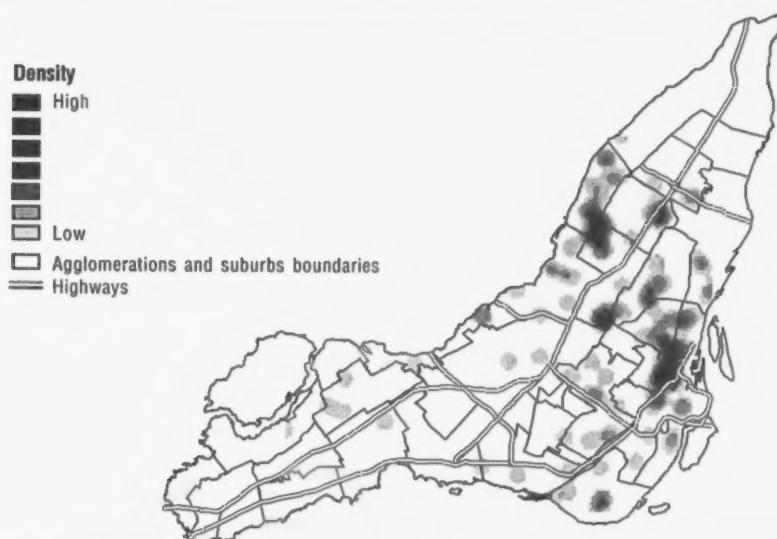 Density
High
Low
Agglomerations and suburbs boundaries
Highways